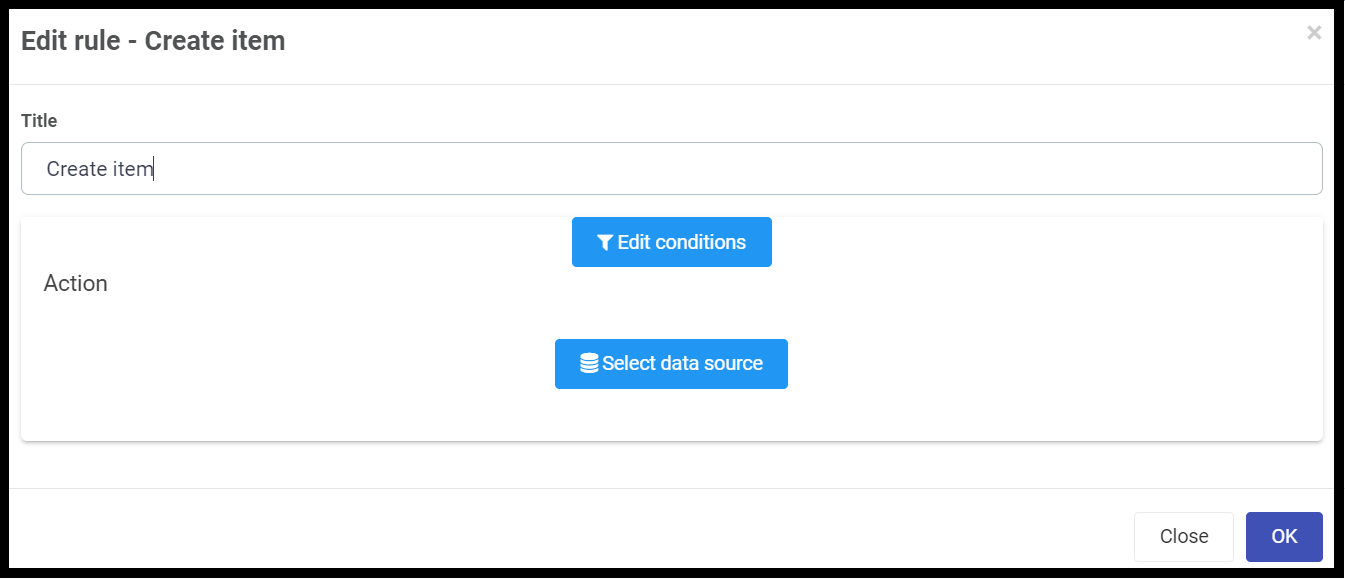 Edit rule - Create item
×
Title
Create item
Edit conditions
Action
Select data source
Close
OK